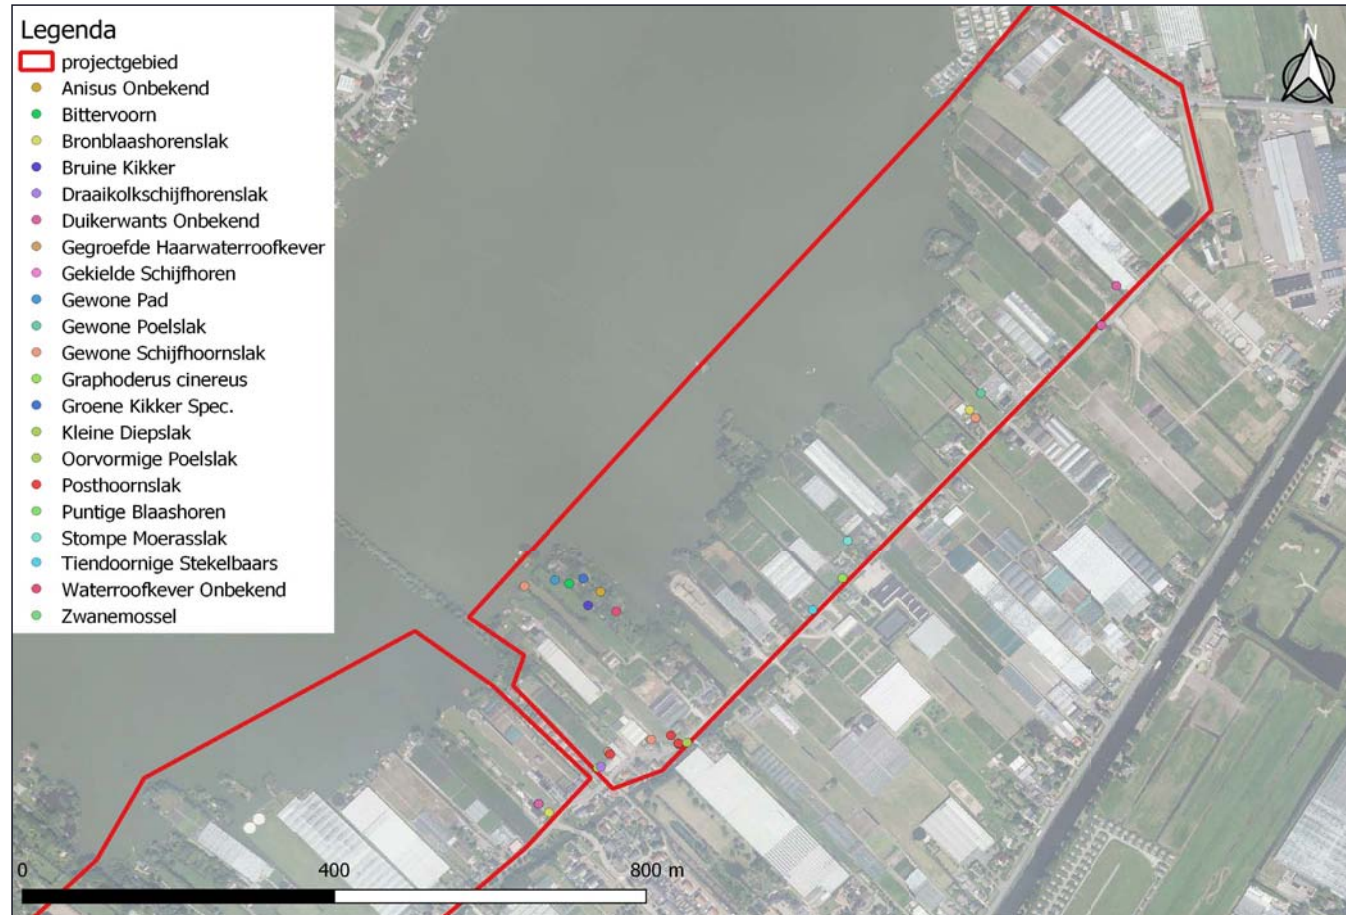 Legenda
projectgebied
Anisus Onbekend
Bittervoorn
Bronblaashorenslak
Bruine Kikker
Draaikolkschijfhorenslak
Duikerwants Onbekend
Gegroefde Haarwaterroofkever
Gekielde Schijfhoren
Gewone Pad
Gewone Poelslak
Gewone Schijfhoornslak
Graphoderus cinereus
Groene Kikker Spec.
Kleine Diepslak
Oorvormige Poelslak
Posthoornslak
Puntige Blaashoren
Stompe Moerasslak
Tiendoornige Stekelbaars
Waterroofkever Onbekend
Zwanemossel
N
0 400 800 m